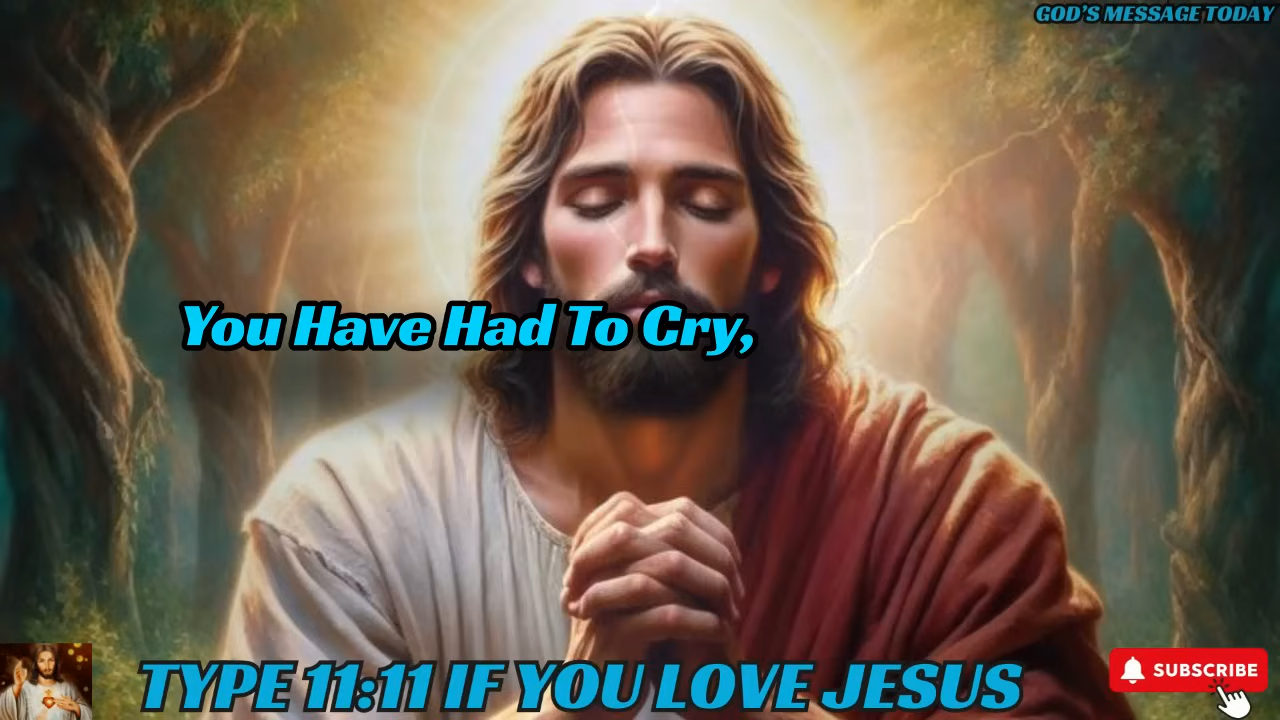 GOD'S MESSAGE TODAY
You Have Had To Cry,
TYPE 11:11 IF YOU LOVE JESUS
SUBSCRIBE